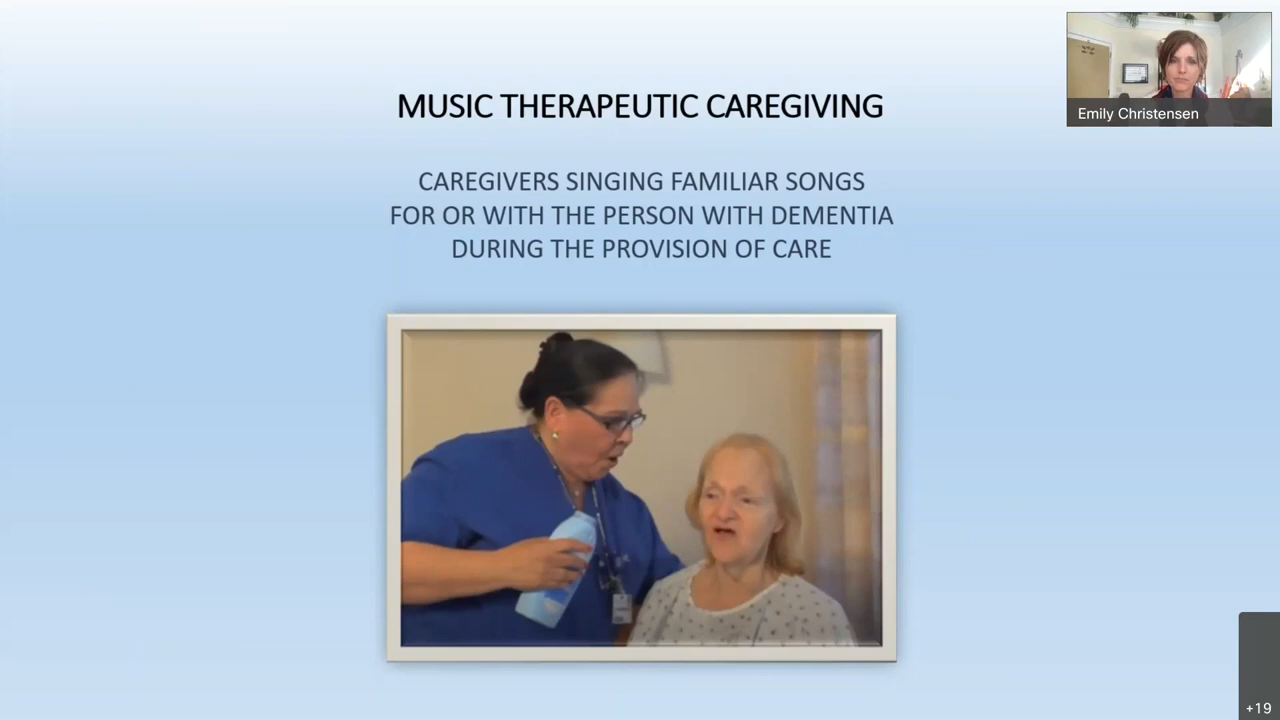 MUSIC THERAPEUTIC CAREGIVING
CAREGIVERS SINGING FAMILIAR SONGS
FOR OR WITH THE PERSON WITH DEMENTIA
DURING THE PROVISION OF CARE
Emily Christensen
+19